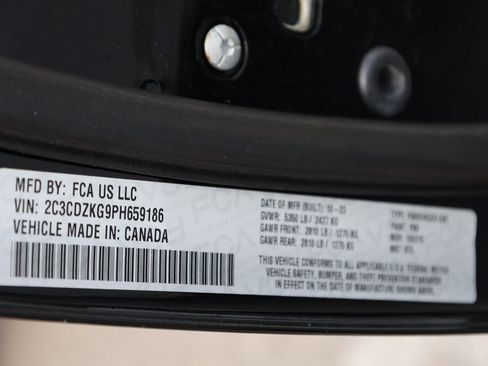 MFD BY: FCA US LLC
VIN: 2C3CDZKG9PH659186
VEHICLE MADE IN: CANADA
DATE OF MFR (BUILT) 10-23
GVWR: 5350 LB / 2427 KG
GAWR FRONT: 2810 LB / 1275 KG
GAWR REAR: 2810 LB / 1275 KG
TYPE:
PAINT:
THIS VEHICLE CONFORMS TO ALL APPLICABLE U.S.A. FEDERAL MOTOR
VEHICLE SAFETY, BUMPER, AND THEFT PREVENTION STANDARDS
IN EFFECT ON THE DATE OF MANUFACTURE SHOWN ABOVE.